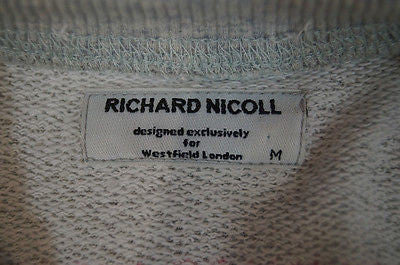 RICHARD NICOLL
designed exclusively
for
Westfield London M